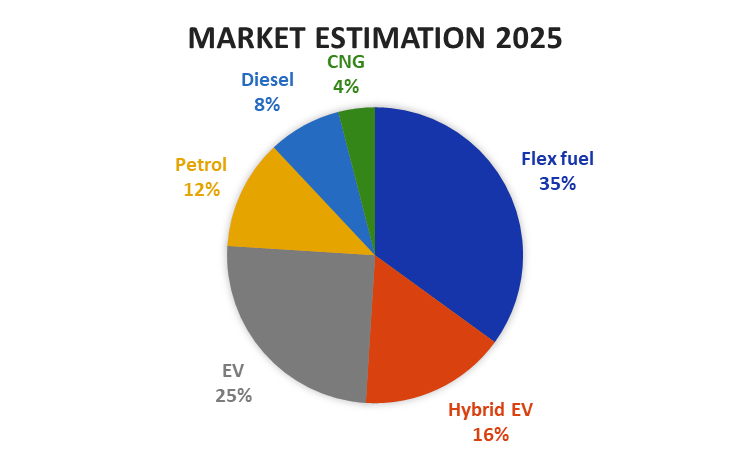 MARKET ESTIMATION 2025
CNG
4%
Diesel
8%
Flex fuel
35%
Petrol
12%
EV
25%
Hybrid EV
16%